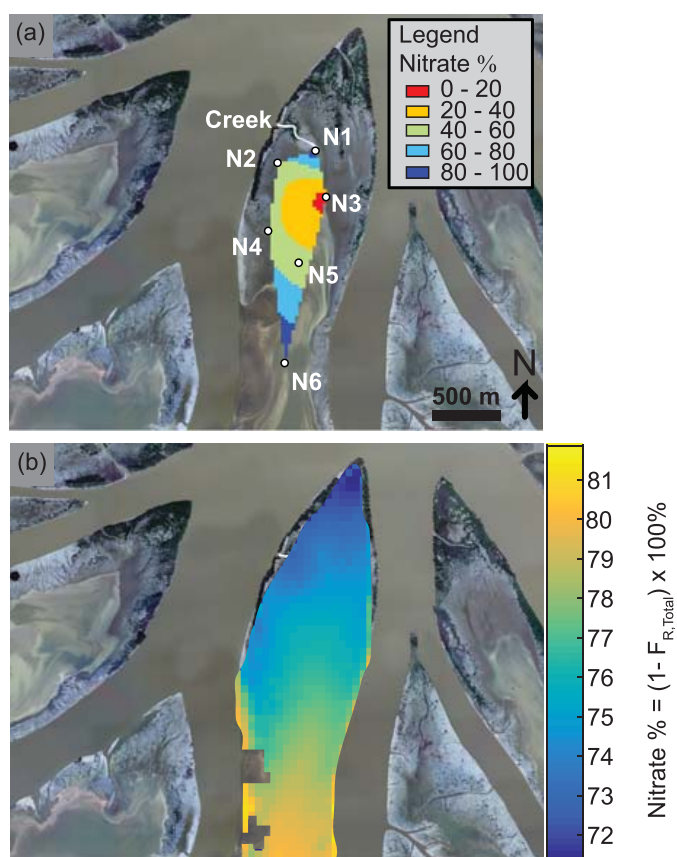 (a)
Legend
Nitrate %
0 - 20
20 - 40
40 - 60
60 - 80
80 - 100
Creek
N1
N2
N3
N4
N5
N6
N
500 m
(b)
81
80
79
78
77
76
75
74
73
72
Nitrate % = (1- F_R,Total) x 100%